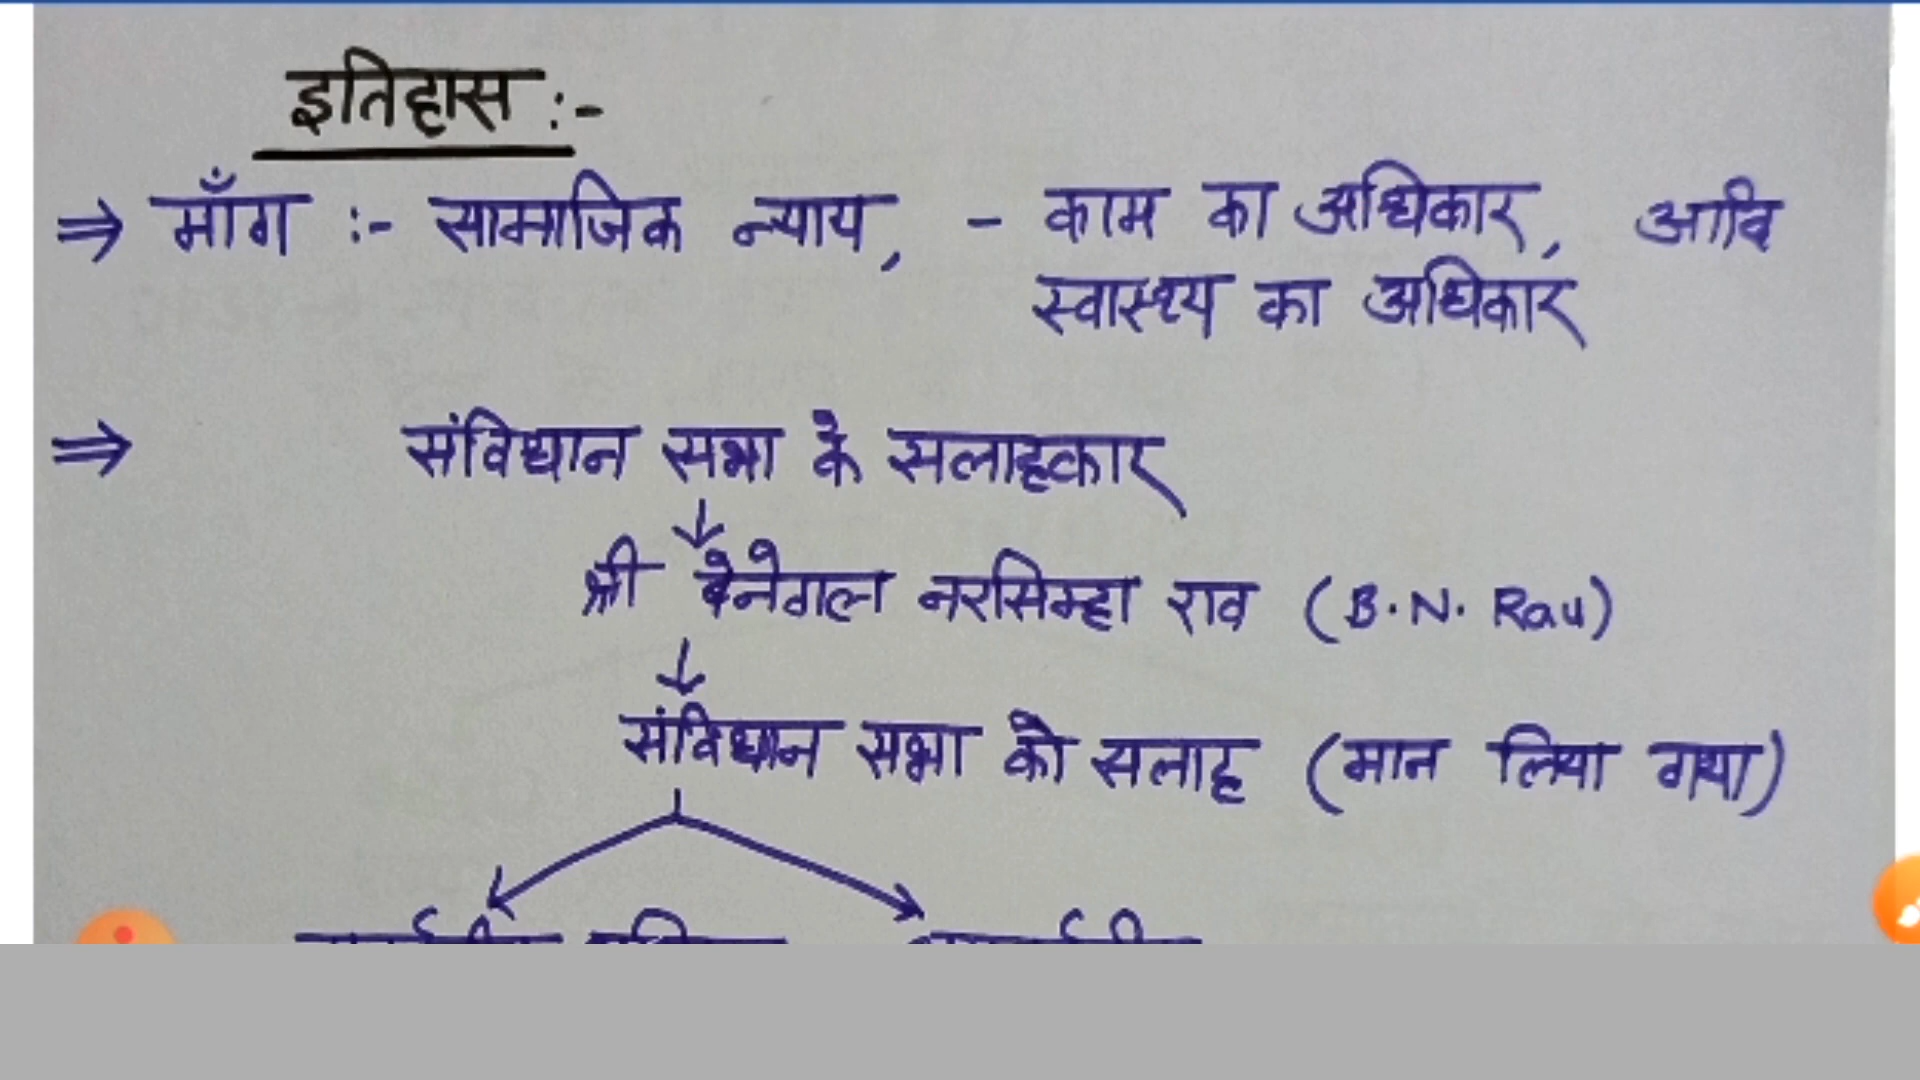 इतिहास :-
⇒ माँग :- सामाजिक न्याय, - काम का अधिकार, आदि
स्वास्थ्य का अधिकार
⇒ संविधान सभा के सलाहकार
↓
श्री बेनेगल नरसिम्हा राव (B.N. Rau)
↓
संविधान सभा को सलाह (मान लिया गया)